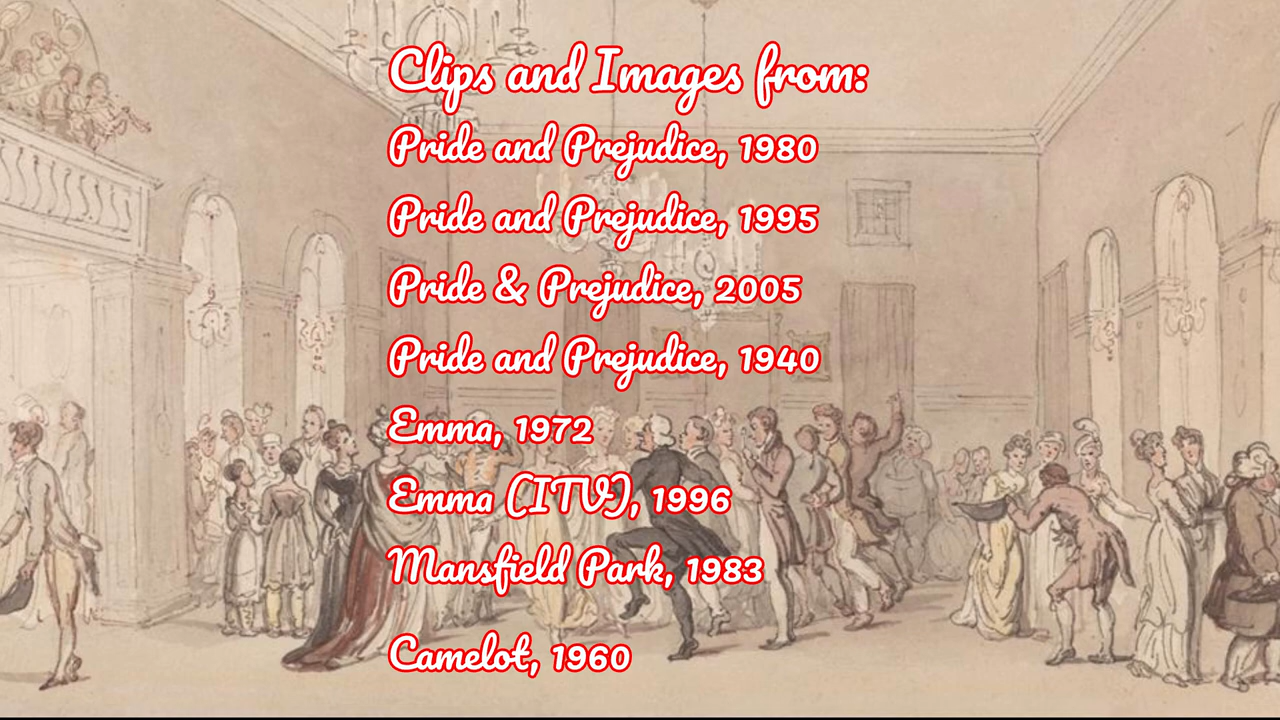 Clips and Images from:
Pride and Prejudice, 1980
Pride and Prejudice, 1995
Pride & Prejudice, 2005
Pride and Prejudice, 1940
Emma, 1972
Emma (ITV), 1996
Mansfield Park, 1983
Camelot, 1960